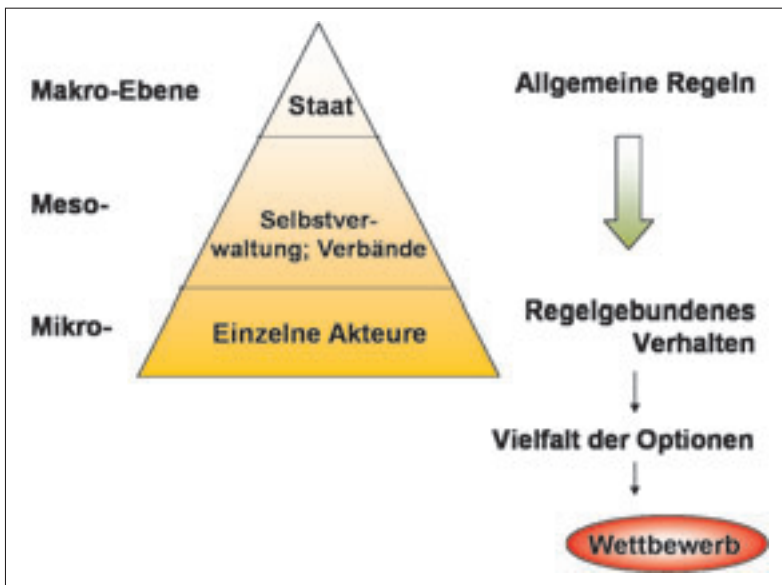 Makro-Ebene
Staat
Allgemeine Regeln
Meso-
Selbstver-
waltung; Verbände
Mikro-
Einzelne Akteure
Regelgebundenes
Verhalten
Vielfalt der Optionen
Wettbewerb